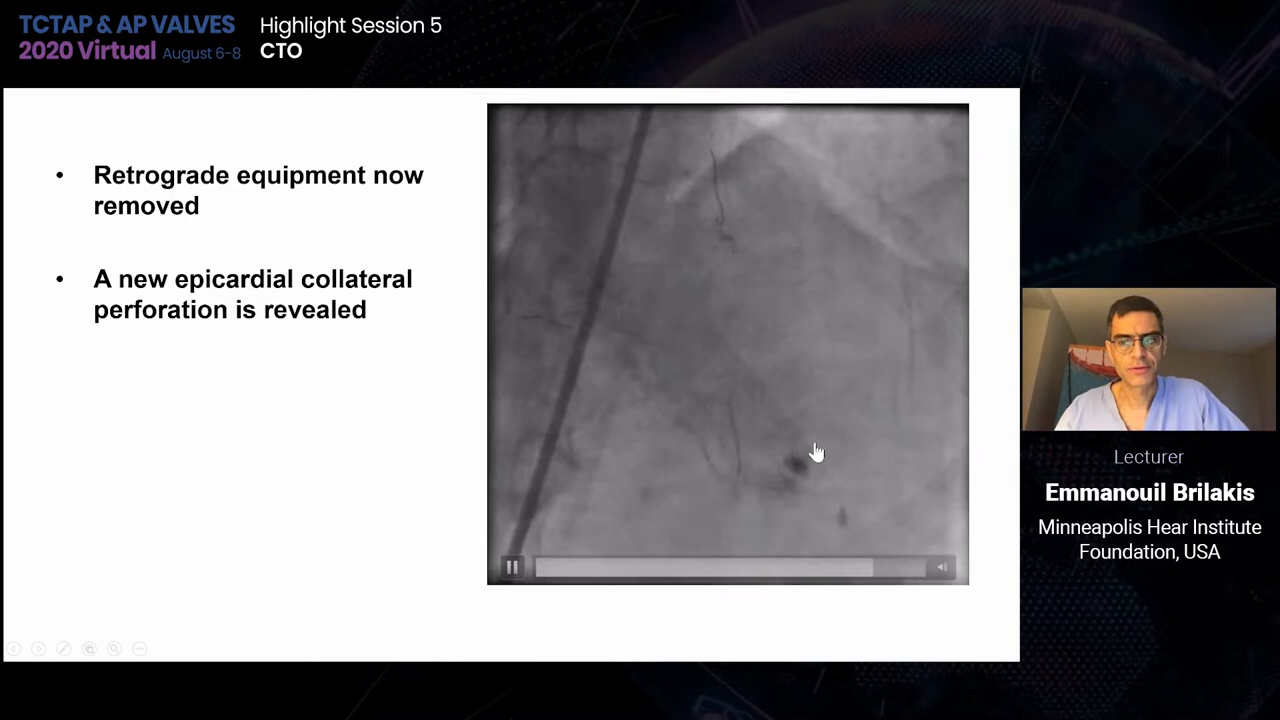 TCTAP & AP VALVES
2020 Virtual August 6-8
Highlight Session 5
CTO
• Retrograde equipment now
removed
• A new epicardial collateral
perforation is revealed
Lecturer
Emmanouil Brilakis
Minneapolis Hear Institute
Foundation, USA